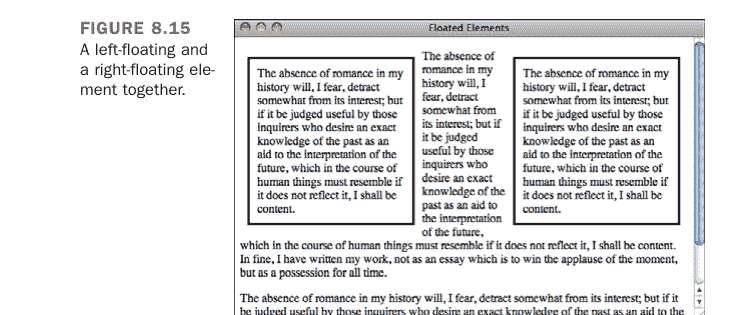 FIGURE 8.15
A left-floating and
a right-floating ele-
ment together.
Floated Elements
The absence of romance in my
history will, I fear, detract
somewhat from its interest; but
if it be judged useful by those
inquirers who desire an exact
knowledge of the past as an
aid to the interpretation of the
future, which in the course of
human things must resemble if
it does not reflect it, I shall be
content.
The absence of
romance in my
history will, I
fear, detract
somewhat from
its interest; but if
it be judged
useful by those
inquirers who
desire an exact
knowledge of the
past as an aid to
the interpretation
of the future,
The absence of romance in my
history will, I fear, detract
somewhat from its interest; but
if it be judged useful by those
inquirers who desire an exact
knowledge of the past as an
aid to the interpretation of the
future, which in the course of
human things must resemble if
it does not reflect it, I shall be
content.
which in the course of human things must resemble if it does not reflect it, I shall be content.
In fine, I have written my work, not as an essay which is to win the applause of the moment,
but as a possession for all time.
The absence of romance in my history will, I fear, detract somewhat from its interest; but if it
be judged useful by those inquirers who desire an exact knowledge of the past as an aid to the